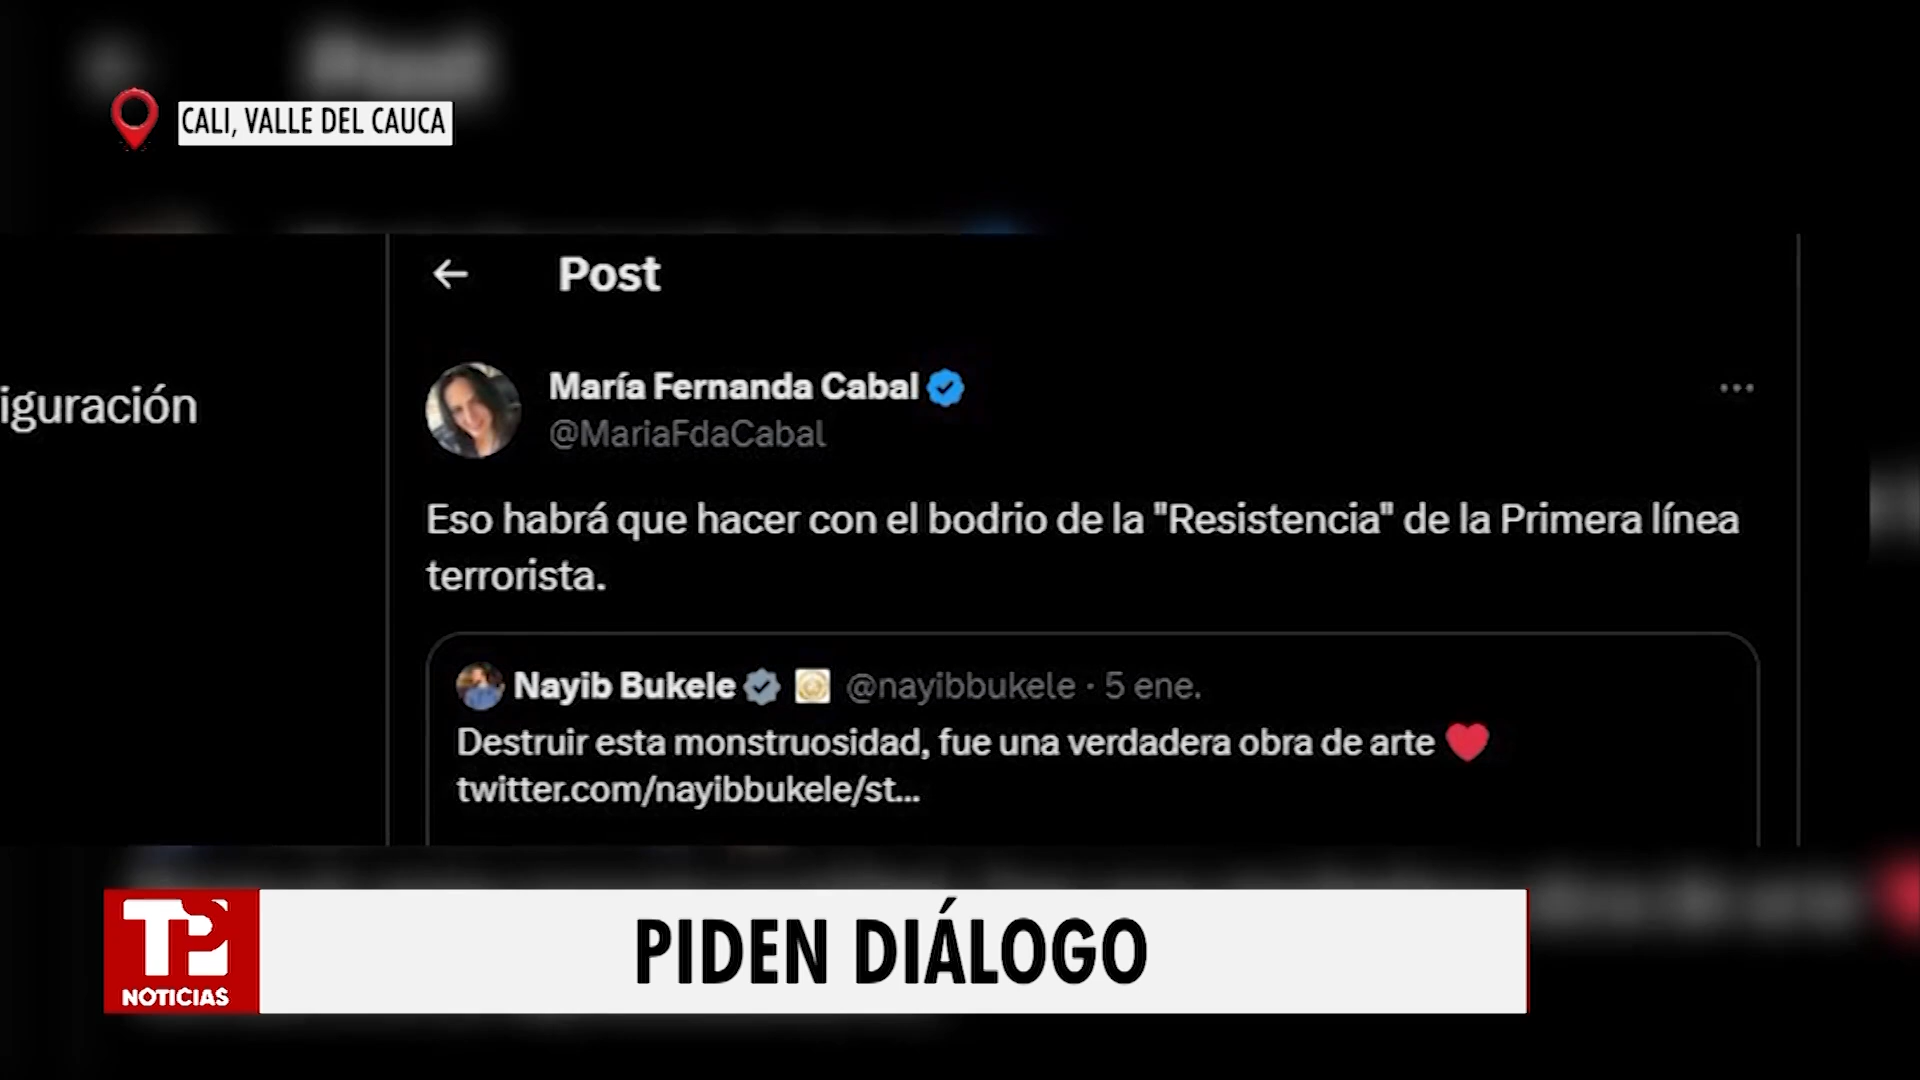 CALI, VALLE DEL CAUCA
Post
iguración
María Fernanda Cabal
@MariaFdaCabal
Eso habrá que hacer con el bodrio de la "Resistencia" de la Primera línea
terrorista.
Nayib Bukele @nayibbukele · 5 ene.
Destruir esta monstruosidad, fue una verdadera obra de arte ❤️
twitter.com/nayibbukele/st...
TP
NOTICIAS
PIDEN DIÁLOGO